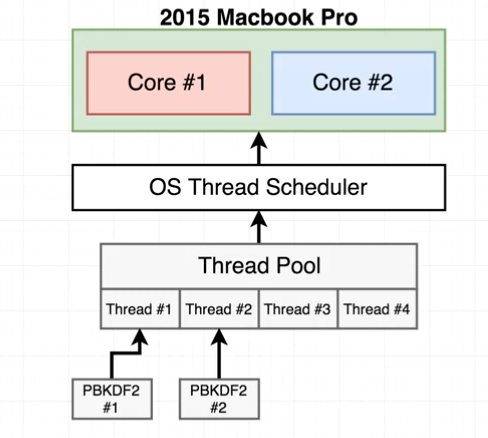 2015 Macbook Pro
Core #1
Core #2
OS Thread Scheduler
Thread Pool
Thread #1
Thread #2
Thread #3
Thread #4
PBKDF2
#1
PBKDF2
#2